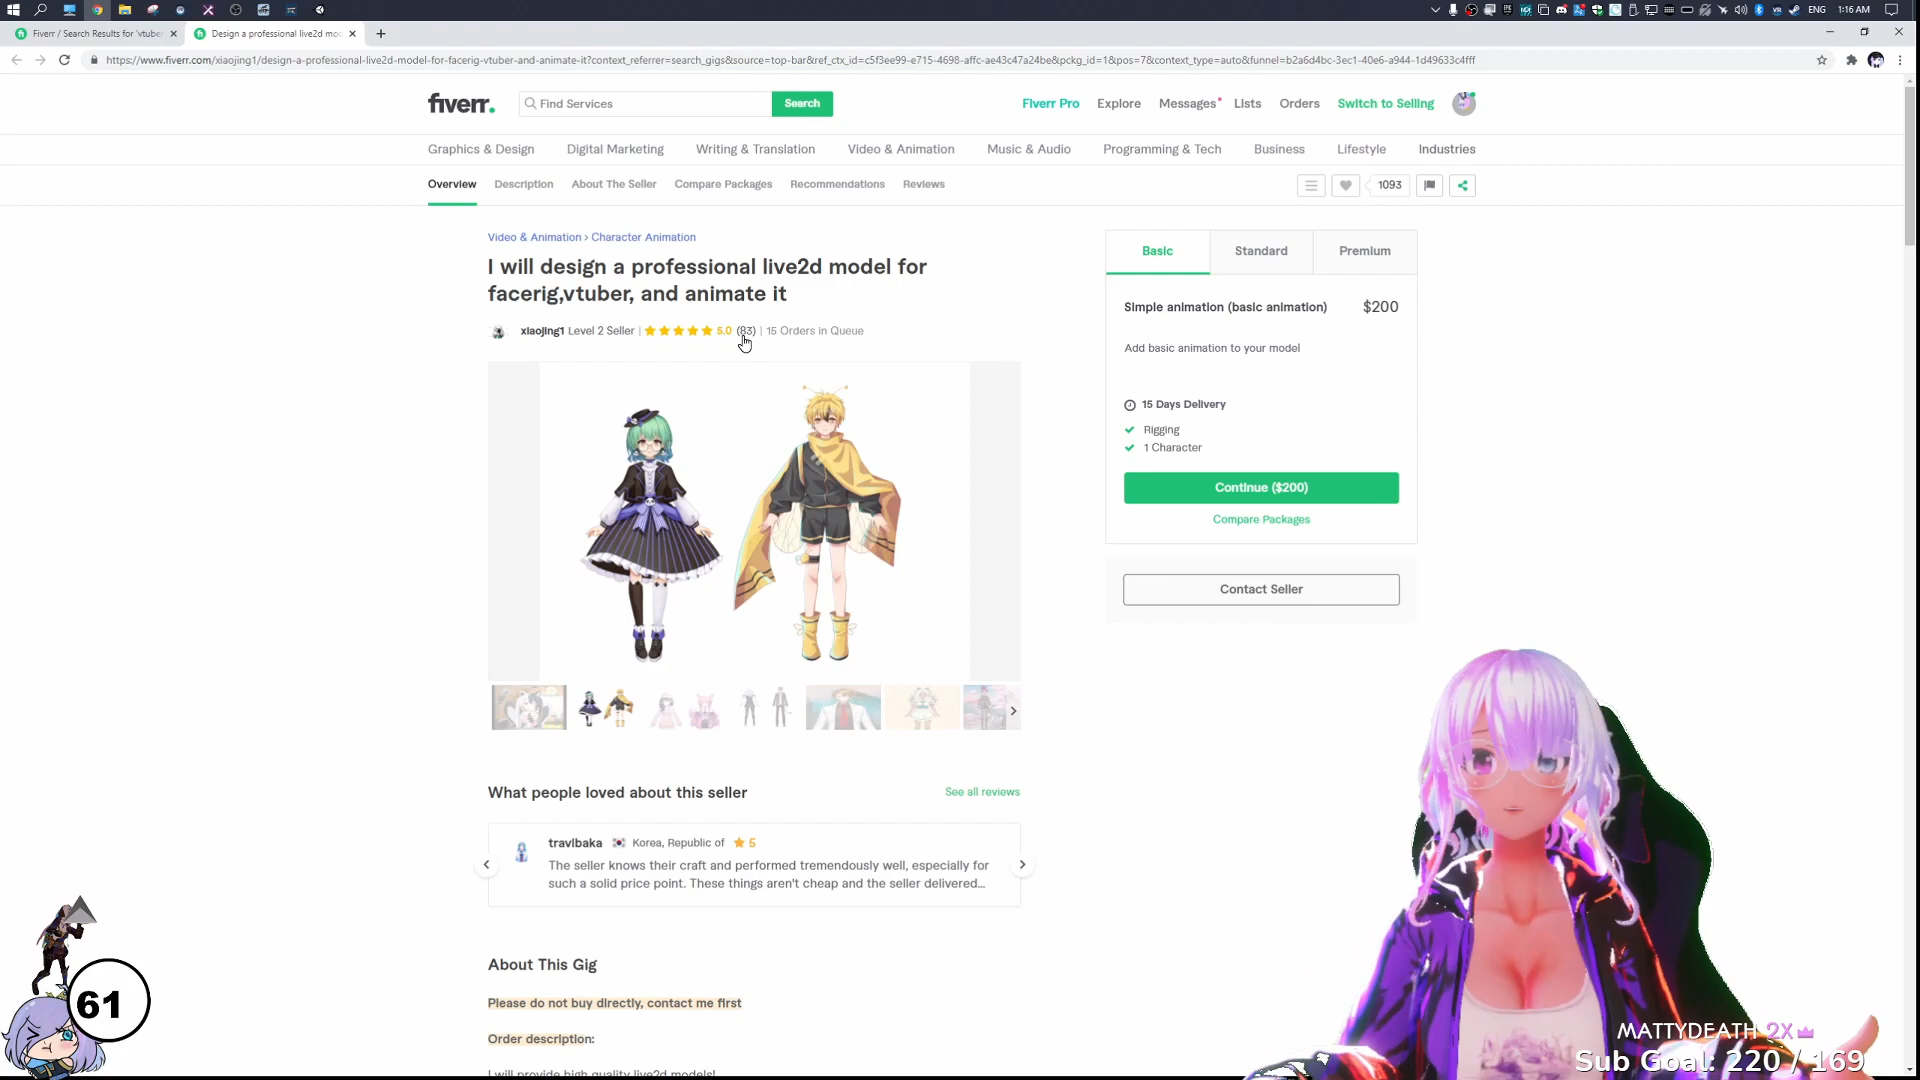 ENG
1:16 AM
Fiverr / Search Results for 'vtube
Design a professional live2d mo
https://www.fiverr.com/xiaojing1/design-a-professional-live2d-model-for-facerig-vtuber-and-animate-it?context_referrer=search_gigs&source=top-bar&ref_ctx_id=c5f3ee99-e715-4698-affc-ae43c47a24be&pckg_id=1&pos=7&context_type=auto&funnel=b2a6d4bc-3ec1-40e6-a944-1d49633c4fff
fiverr.
Find Services
Search
Fiverr Pro
Explore
Messages
Lists
Orders
Switch to Selling
Graphics & Design
Digital Marketing
Writing & Translation
Video & Animation
Music & Audio
Programming & Tech
Business
Lifestyle
Industries
Overview
Description
About The Seller
Compare Packages
Recommendations
Reviews
1093
Video & Animation › Character Animation
I will design a professional live2d model for
facerig,vtuber, and animate it
xiaojing1 Level 2 Seller | 5.0 (83) | 15 Orders in Queue
Basic
Standard
Premium
Simple animation (basic animation)
$200
Add basic animation to your model
15 Days Delivery
Rigging
1 Character
Continue ($200)
Compare Packages
Contact Seller
What people loved about this seller
See all reviews
travibaka
Korea, Republic of
5
The seller knows their craft and performed tremendously well, especially for
such a solid price point. These things aren't cheap and the seller delivered...
About This Gig
Please do not buy directly, contact me first
Order description:
I will provide high quality live2d models!
61
MATTYDEATH 2X
Sub Goal: 220 / 169